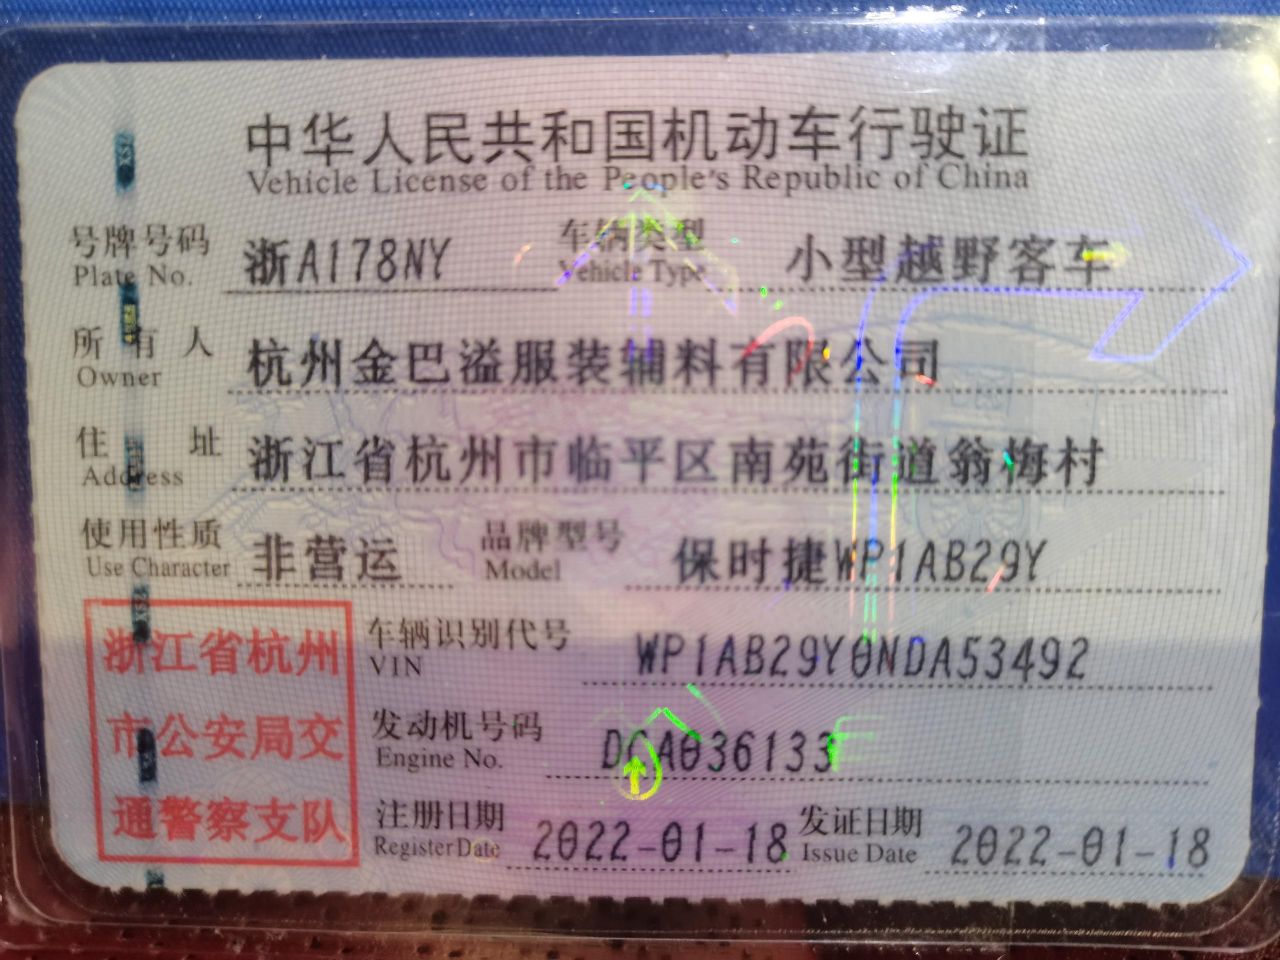 中华人民共和国机动车行驶证
Vehicle License of the People's Republic of China
号牌号码 浙A178NY 车辆类型 小型越野客车
Plate No. Vehicle Type
所有人 杭州金巴溢服装辅料有限公司
Owner
住址 浙江省杭州市临平区南苑街道翁梅村
Address
使用性质 非营运 品牌型号 保时捷WP1AB29Y
Use Character Model
浙江省杭州
市公安局交
通警察支队
车辆识别代号 WP1AB29Y0NDA53492
VIN
发动机号码 DCA036133
Engine No.
注册日期 2022-01-18 发证日期 2022-01-18
Register Date Issue Date